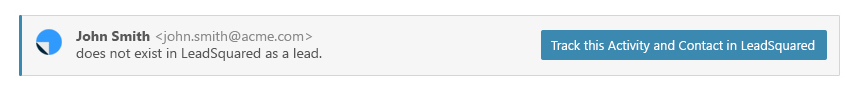 John Smith <john.smith@acme.com>
does not exist in LeadSquared as a lead.
Track this Activity and Contact in LeadSquared